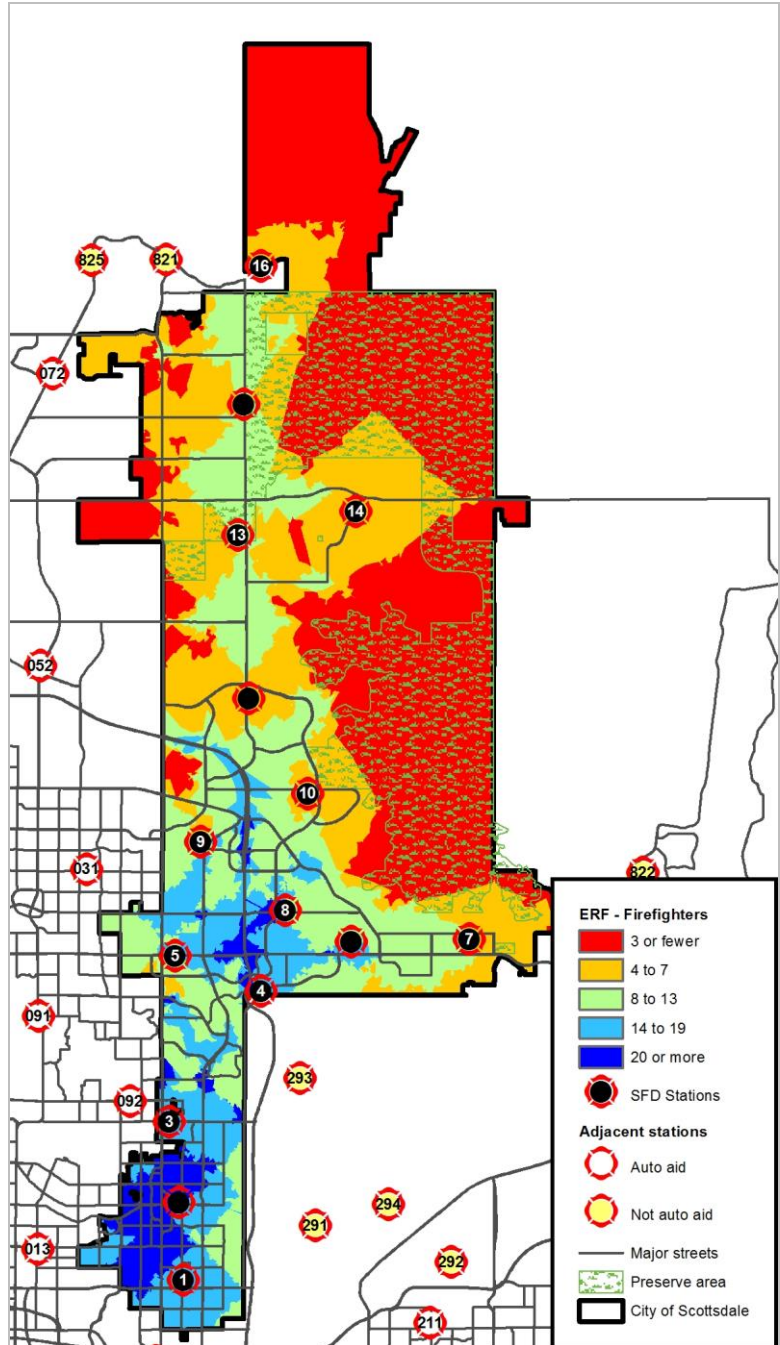 825
821
16
072
14
13
052
10
9
031
822
8
7
5
4
091
293
092
3
294
291
013
292
1
211
ERF - Firefighters
3 or fewer
4 to 7
8 to 13
14 to 19
20 or more
SFD Stations
Adjacent stations
Auto aid
Not auto aid
Major streets
Preserve area
City of Scottsdale